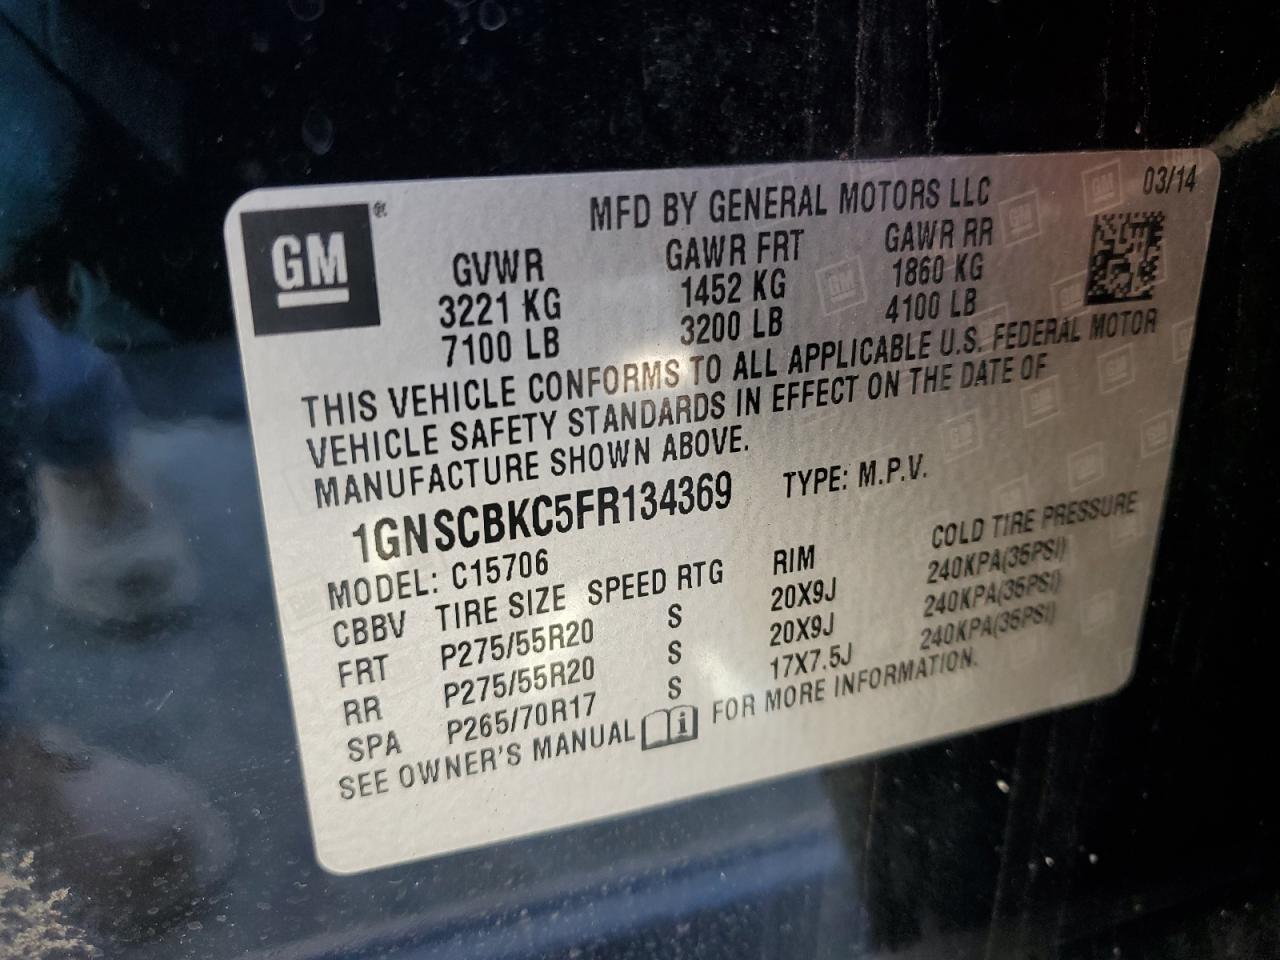 GM®
MFD BY GENERAL MOTORS LLC
03/14
GVWR GAWR FRT GAWR RR
3221 KG 1452 KG 1860 KG
7100 LB 3200 LB 4100 LB
THIS VEHICLE CONFORMS TO ALL APPLICABLE U.S. FEDERAL MOTOR
VEHICLE SAFETY STANDARDS IN EFFECT ON THE DATE OF
MANUFACTURE SHOWN ABOVE.
1GNSCBKC5FR134369 TYPE: M.P.V.
MODEL: C15706
CBBV TIRE SIZE SPEED RTG RIM COLD TIRE PRESSURE
FRT P275/55R20 S 20X9J 240KPA(35PSI)
RR P275/55R20 S 20X9J 240KPA(35PSI)
SPA P265/70R17 S 17X7.5J 240KPA(35PSI)
SEE OWNER'S MANUAL FOR MORE INFORMATION.